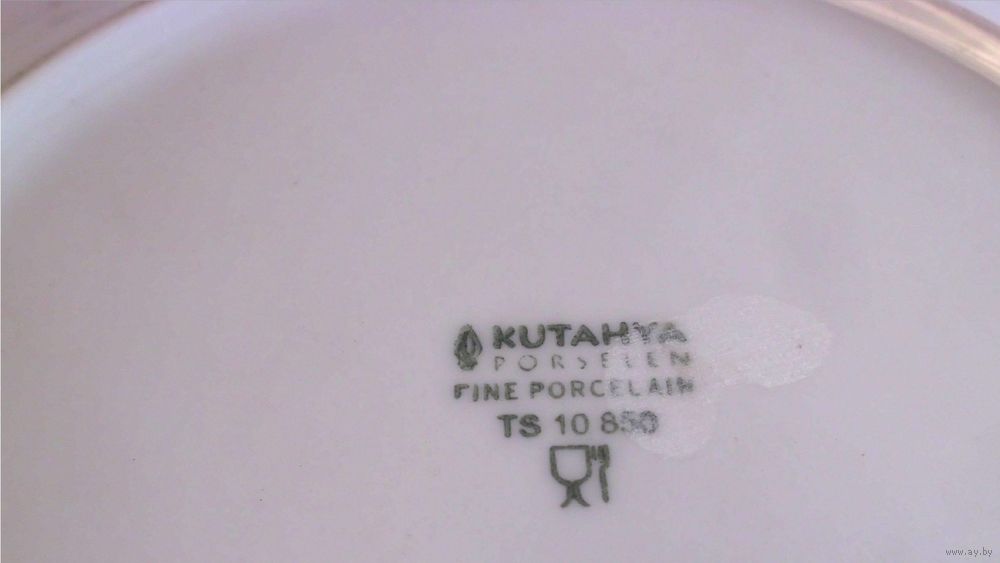 KUTAHYA
PORSELEN
FINE PORCELAIN
TS 10 850
www.ay.by